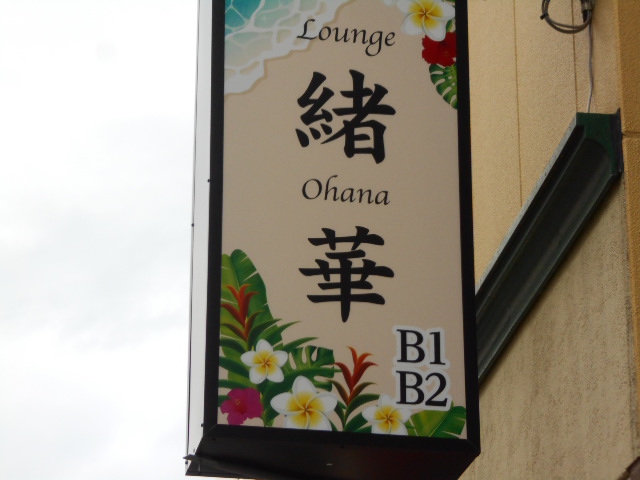 Lounge
緒
Ohana
華
B1
B2